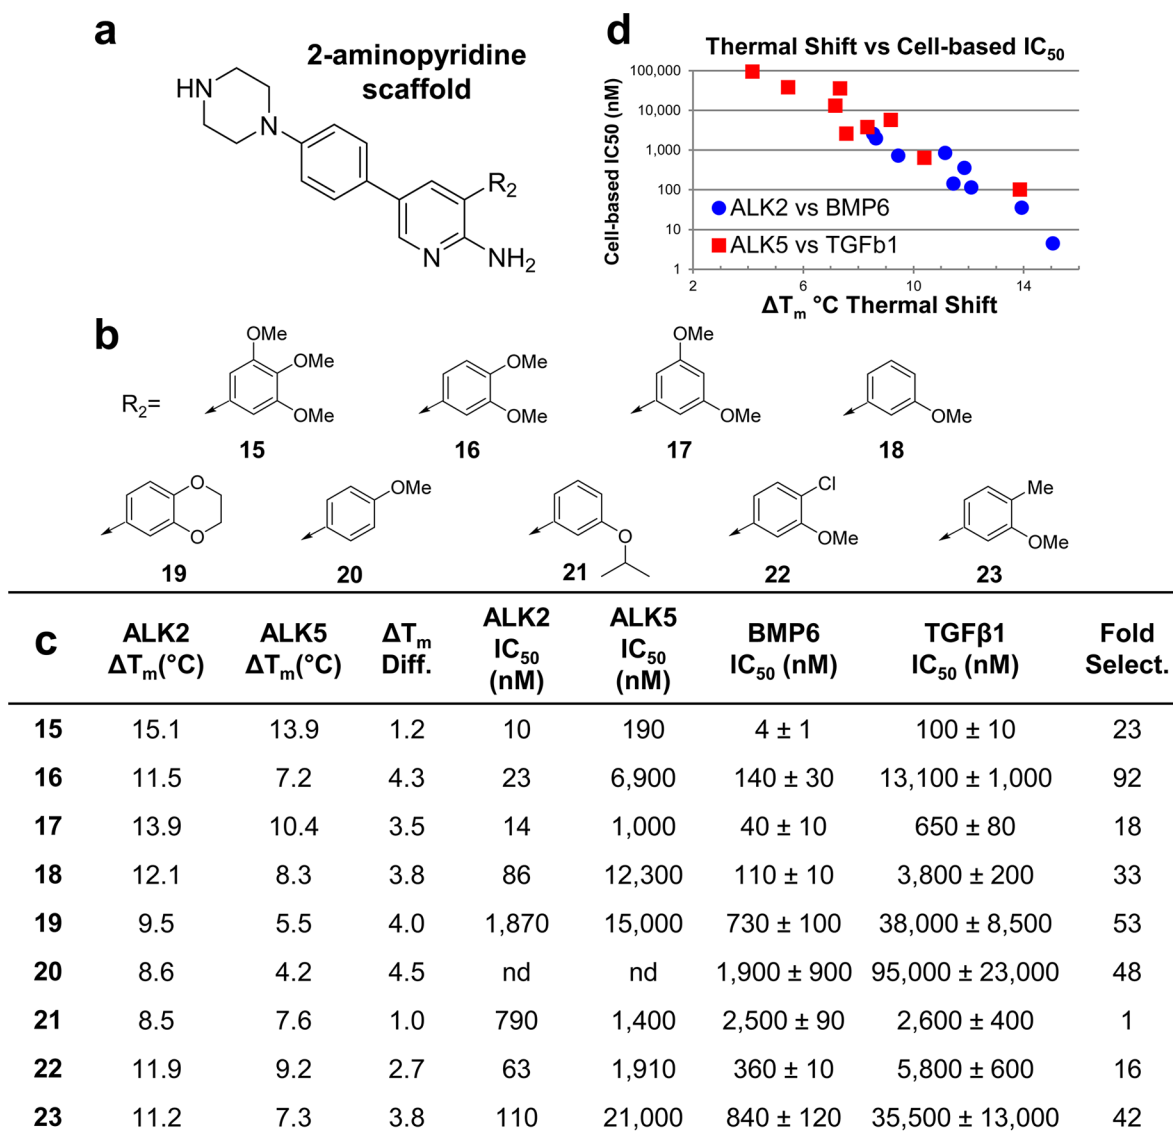 a
2-aminopyridine
scaffold
HN
N
R2
N
NH2
d
Thermal Shift vs Cell-based IC50
Cell-based IC50 (nM)
100,000
10,000
1,000
100
10
1
ALK2 vs BMP6
ALK5 vs TGFb1
2 6 10 14
ΔTm °C Thermal Shift
b
R2=
OMe
OMe
OMe
15
OMe
OMe
16
OMe
OMe
17
OMe
18
O
O
19
OMe
20
O
21
Cl
OMe
22
Me
OMe
23
c
ALK2 ΔTm(°C)
ALK5 ΔTm(°C)
ΔTm Diff.
ALK2 IC50 (nM)
ALK5 IC50 (nM)
BMP6 IC50 (nM)
TGFβ1 IC50 (nM)
Fold Select.
15 15.1 13.9 1.2 10 190 4 ± 1 100 ± 10 23
16 11.5 7.2 4.3 23 6,900 140 ± 30 13,100 ± 1,000 92
17 13.9 10.4 3.5 14 1,000 40 ± 10 650 ± 80 18
18 12.1 8.3 3.8 86 12,300 110 ± 10 3,800 ± 200 33
19 9.5 5.5 4.0 1,870 15,000 730 ± 100 38,000 ± 8,500 53
20 8.6 4.2 4.5 nd nd 1,900 ± 900 95,000 ± 23,000 48
21 8.5 7.6 1.0 790 1,400 2,500 ± 90 2,600 ± 400 1
22 11.9 9.2 2.7 63 1,910 360 ± 10 5,800 ± 600 16
23 11.2 7.3 3.8 110 21,000 840 ± 120 35,500 ± 13,000 42